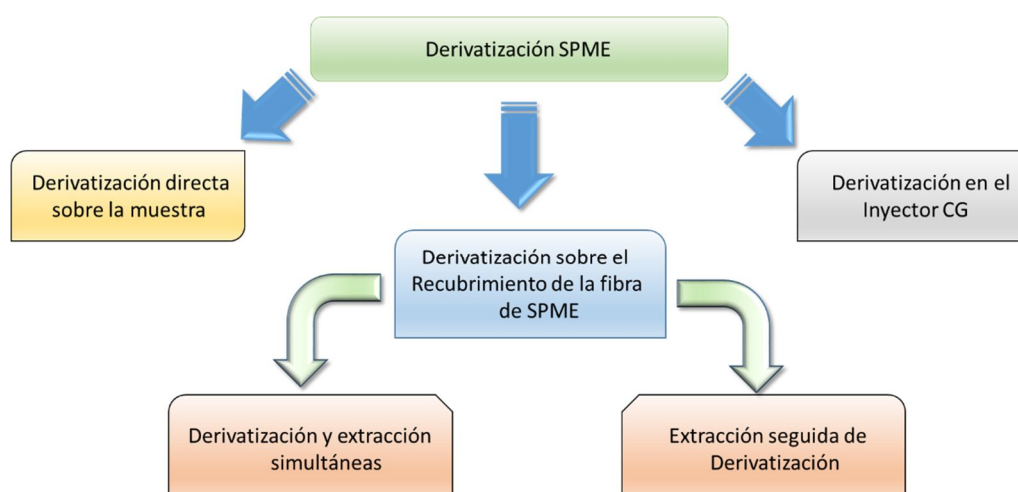 Derivatización SPME
Derivatización directa
sobre la muestra
Derivatización en el
Inyector CG
Derivatización sobre el
Recubrimiento de la fibra
de SPME
Derivatización y extracción
simultáneas
Extracción seguida de
Derivatización